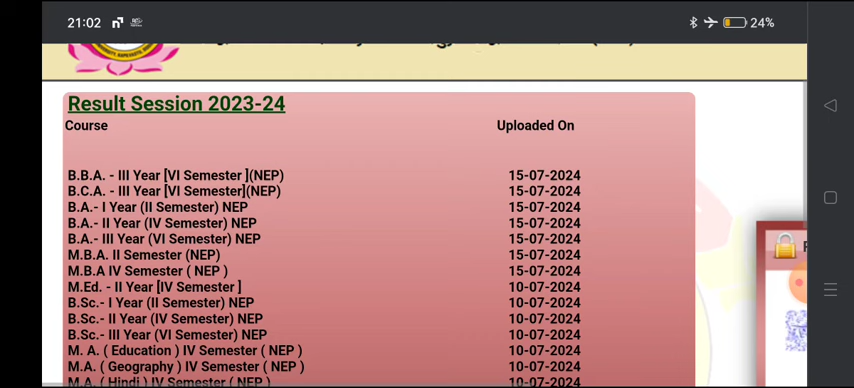 21:02
24%
Result Session 2023-24
Course Uploaded On
B.B.A. - III Year [VI Semester ](NEP) 15-07-2024
B.C.A. - III Year [VI Semester](NEP) 15-07-2024
B.A.- I Year (II Semester) NEP 15-07-2024
B.A.- II Year (IV Semester) NEP 15-07-2024
B.A.- III Year (VI Semester) NEP 15-07-2024
M.B.A. II Semester (NEP) 15-07-2024
M.B.A IV Semester ( NEP ) 15-07-2024
M.Ed. - II Year [IV Semester ] 10-07-2024
B.Sc.- I Year (II Semester) NEP 10-07-2024
B.Sc.- II Year (IV Semester) NEP 10-07-2024
B.Sc.- III Year (VI Semester) NEP 10-07-2024
M. A. ( Education ) IV Semester ( NEP ) 10-07-2024
M.A. ( Geography ) IV Semester ( NEP ) 10-07-2024
M.A. ( Hindi ) IV Semester ( NEP ) 10-07-2024